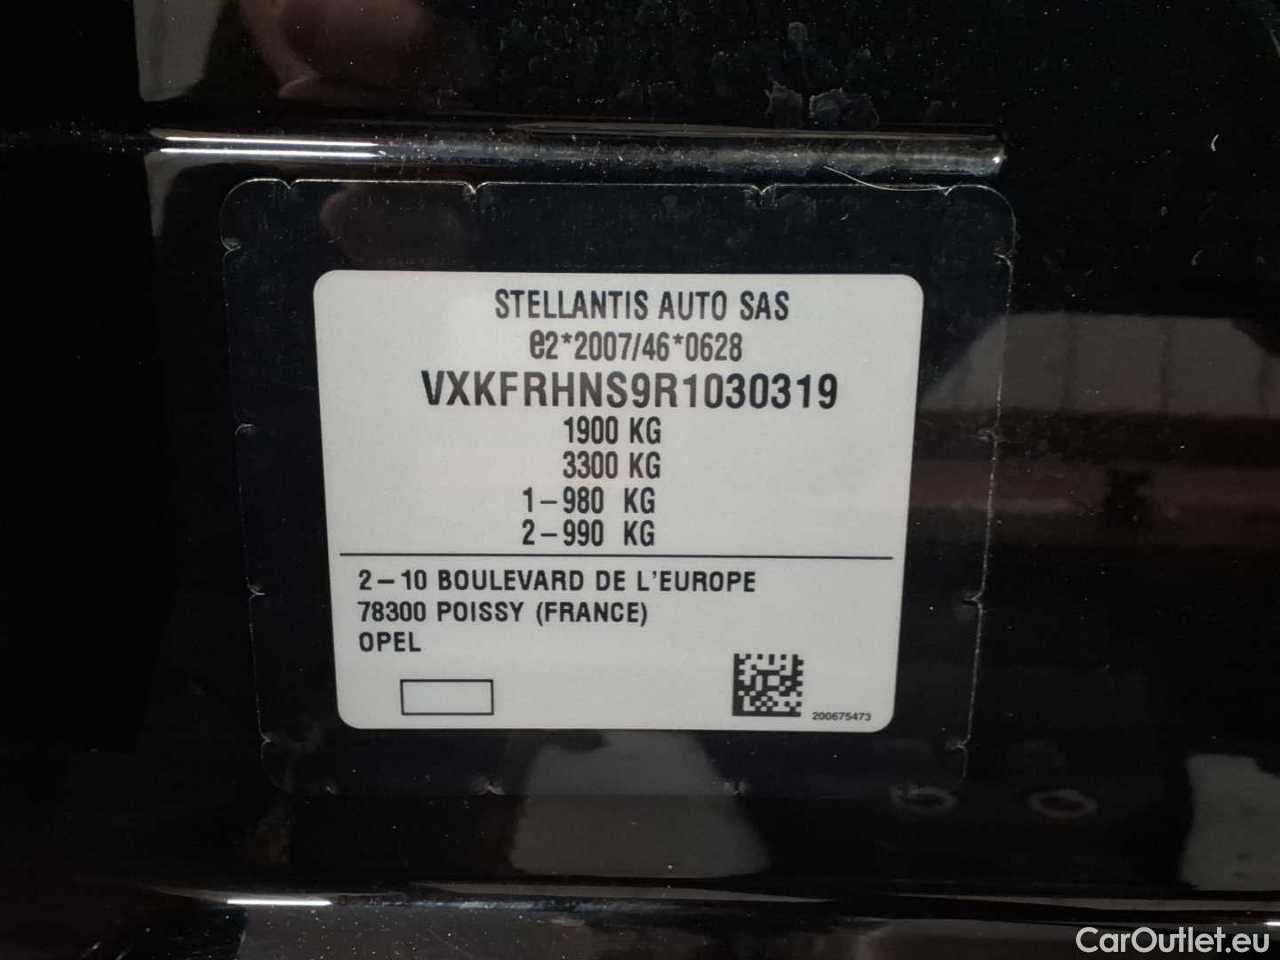 STELLANTIS AUTO SAS
e2*2007/46*0628
VXKFRHNS9R1030319
1900 KG
3300 KG
1-980 KG
2-990 KG
2-10 BOULEVARD DE L'EUROPE
78300 POISSY (FRANCE)
OPEL
200675473
CarOutlet.eu